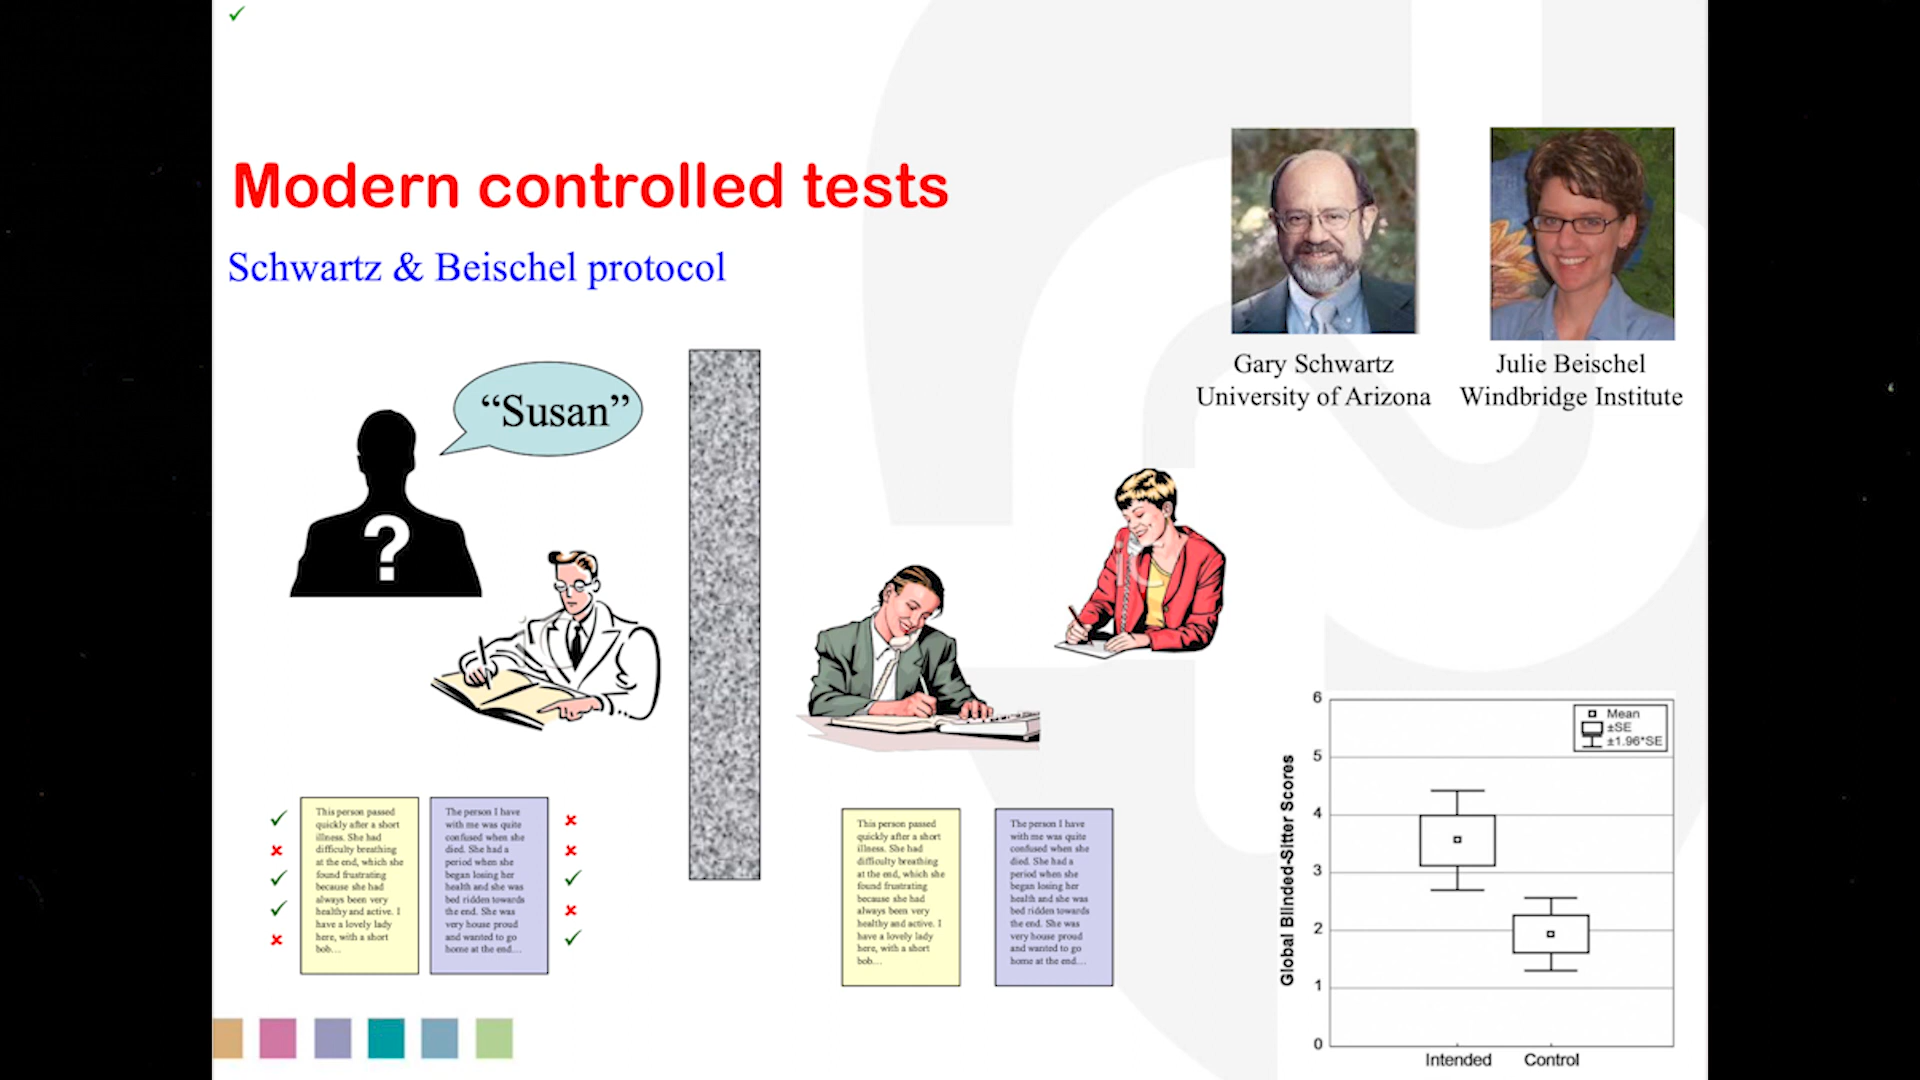 Modern controlled tests
Schwartz & Beischel protocol
Gary Schwartz
University of Arizona
Julie Beischel
Windbridge Institute
“Susan”
?
This person passed
quickly after a short
illness. She had
difficulty breathing
at the end, which she
found frustrating
because she had
always been very
healthy and active. I
have a lovely lady
here, with a short
bob...
The person I have
with me was quite
confused when she
died. She had a
period when she
began losing her
health and she was
bed ridden towards
the end. She was
very house proud
and wanted to go
home at the end...
This person passed
quickly after a short
illness. She had
difficulty breathing
at the end, which she
found frustrating
because she had
always been very
healthy and active. I
have a lovely lady
here, with a short
bob...
The person I have
with me was quite
confused when she
died. She had a
period when she
began losing her
health and she was
bed ridden towards
the end. She was
very house proud
and wanted to go
home at the end...
Global Blinded-Sitter Scores
6
5
4
3
2
1
0
Mean
±SE
±1.96*SE
Intended
Control